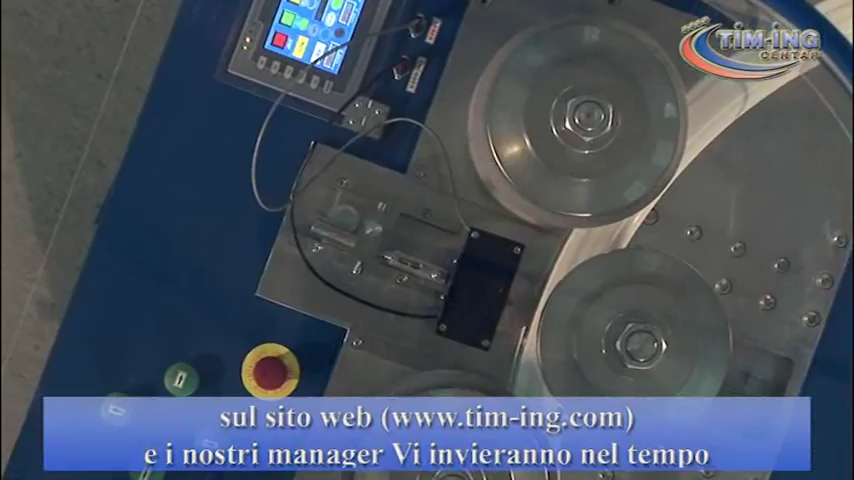 TIM-ING
CENTAR
sul sito web (www.tim-ing.com)
e i nostri manager Vi invieranno nel tempo